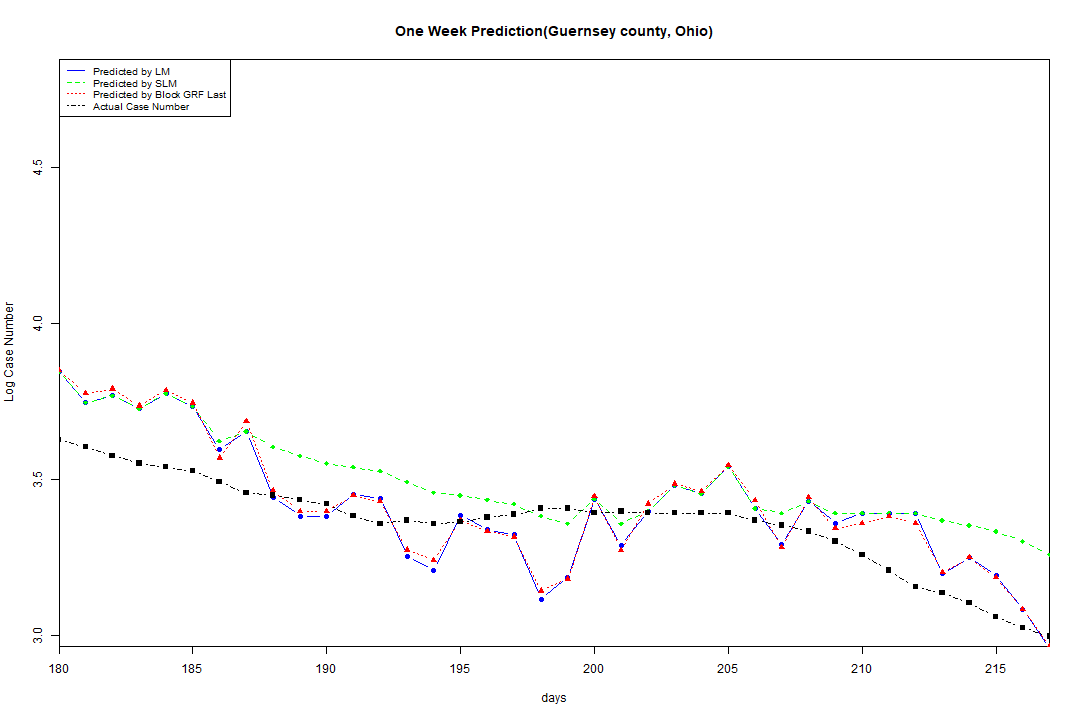 One Week Prediction(Guernsey county, Ohio)
Predicted by LM
Predicted by SLM
Predicted by Block GRF Last
Actual Case Number
4.5
4.0
3.5
3.0
Log Case Number
180 185 190 195 200 205 210 215
days